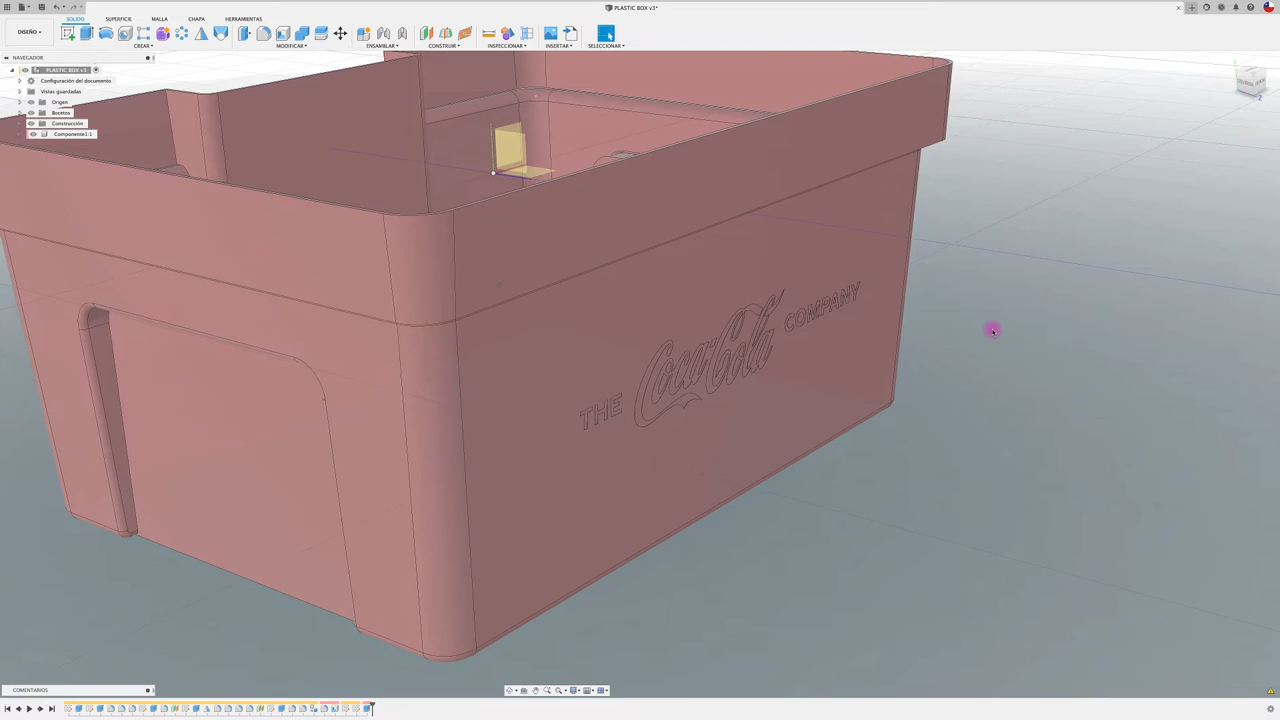 PLASTIC BOX v3*
DISEÑO
SÓLIDO
SUPERFICIE
MALLA
CHAPA
HERRAMIENTAS
CREAR
MODIFICAR
ENSAMBLAR
CONSTRUIR
INSPECCIONAR
INSERTAR
SELECCIONAR
NAVEGADOR
PLASTIC BOX v3
Configuración del documento
Vistas guardadas
Origen
Bocetos
Construcción
Componente1:1
THE Coca-Cola COMPANY
Z
COMENTARIOS